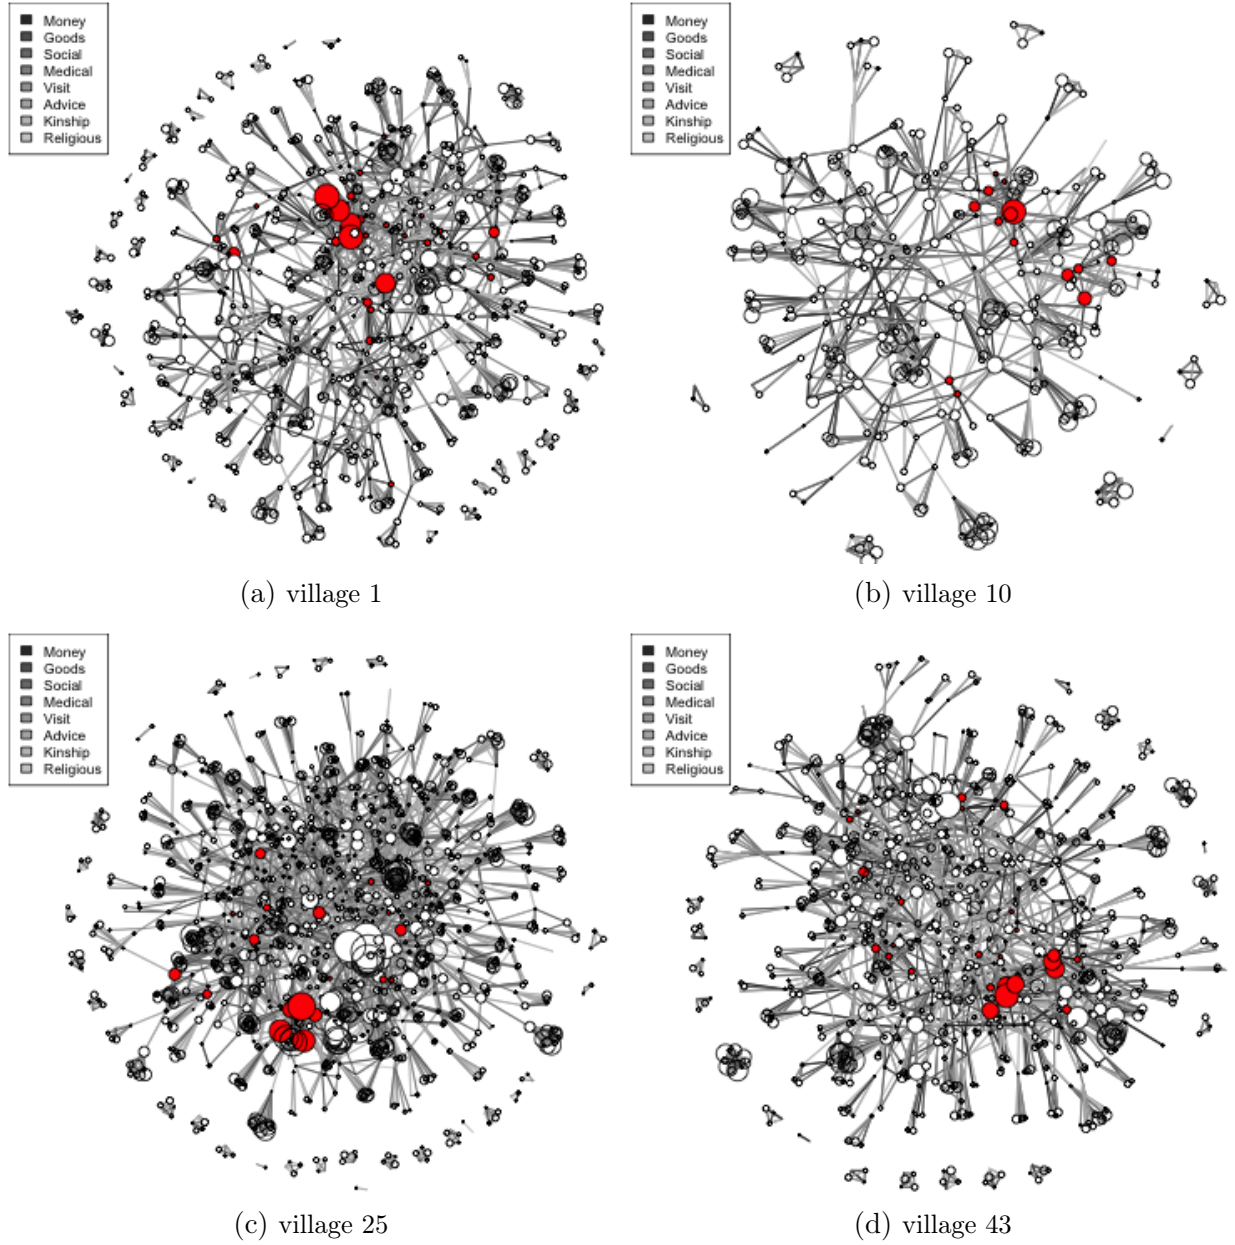 Money
Goods
Social
Medical
Visit
Advice
Kinship
Religious
Money
Goods
Social
Medical
Visit
Advice
Kinship
Religious
(a) village 1
(b) village 10
Money
Goods
Social
Medical
Visit
Advice
Kinship
Religious
Money
Goods
Social
Medical
Visit
Advice
Kinship
Religious
(c) village 25
(d) village 43